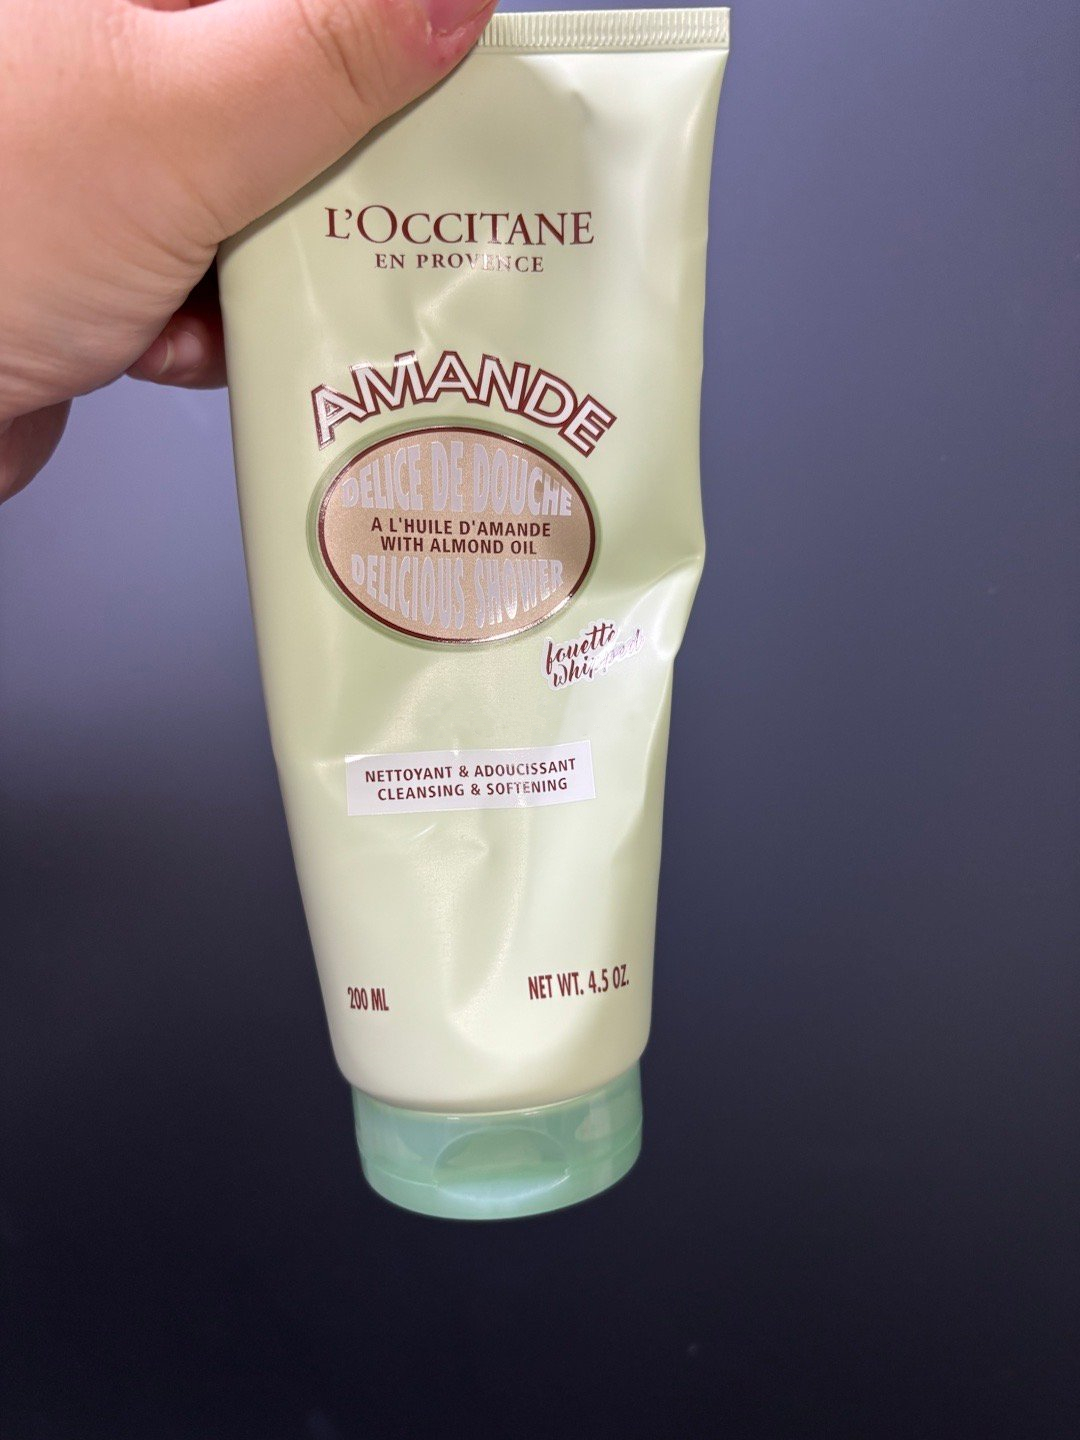 L'OCCITANE
EN PROVENCE
AMANDE
DELICE DE DOUCHE
A L'HUILE D'AMANDE
WITH ALMOND OIL
DELICIOUS SHOWER
fouetté
whipped
NETTOYANT & ADOUCISSANT
CLEANSING & SOFTENING
200 ML
NET WT. 4.5 OZ.